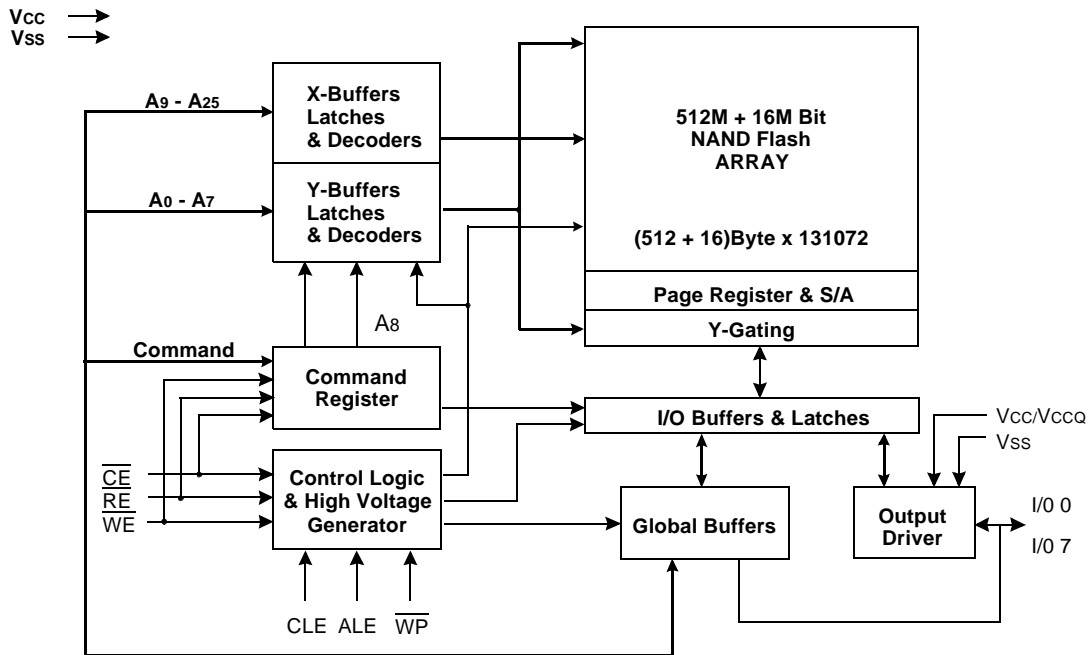 VCC
VSS
A9 - A25
X-Buffers
Latches
& Decoders
512M + 16M Bit
NAND Flash
ARRAY
A0 - A7
Y-Buffers
Latches
& Decoders
(512 + 16)Byte x 131072
Page Register & S/A
Y-Gating
A8
Command
Command
Register
I/O Buffers & Latches
VCC/VCCQ
VSS
CE
RE
WE
Control Logic
& High Voltage
Generator
Global Buffers
Output
Driver
I/0 0
I/0 7
CLE
ALE
WP